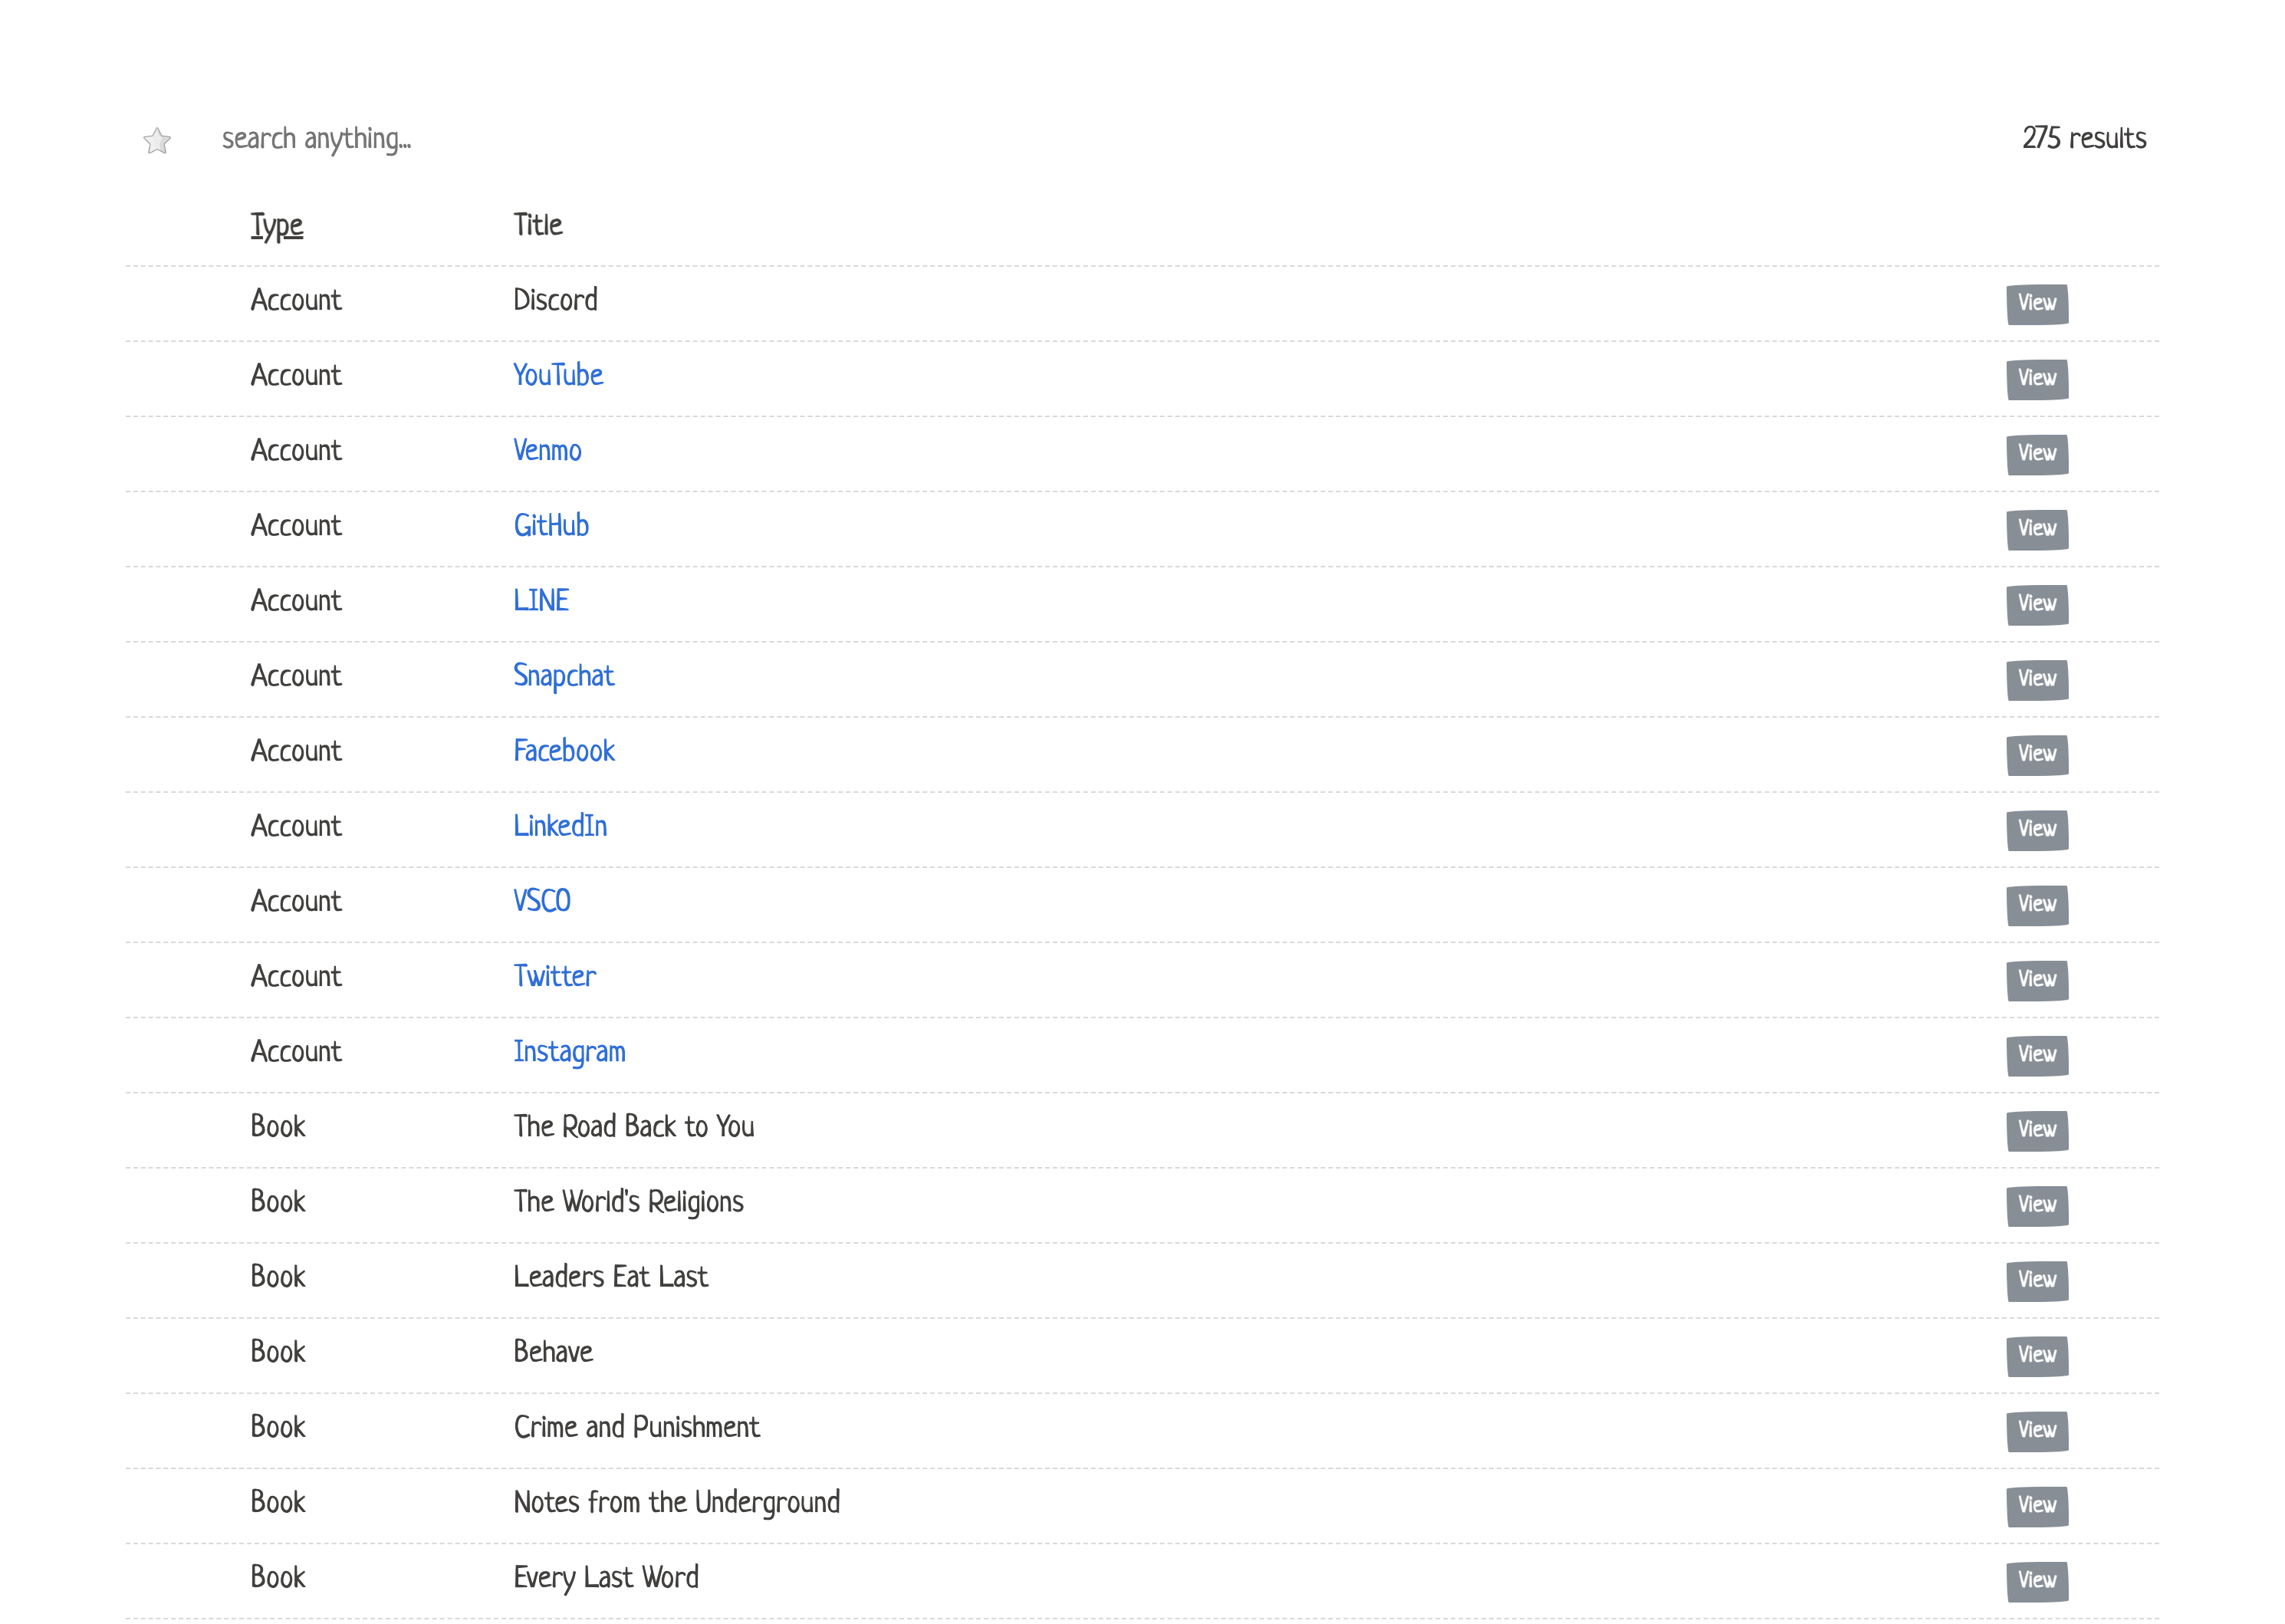 search anything... 275 results
Type Title
Account Discord View
Account YouTube View
Account Venmo View
Account GitHub View
Account LINE View
Account Snapchat View
Account Facebook View
Account LinkedIn View
Account VSCO View
Account Twitter View
Account Instagram View
Book The Road Back to You View
Book The World's Religions View
Book Leaders Eat Last View
Book Behave View
Book Crime and Punishment View
Book Notes from the Underground View
Book Every Last Word View